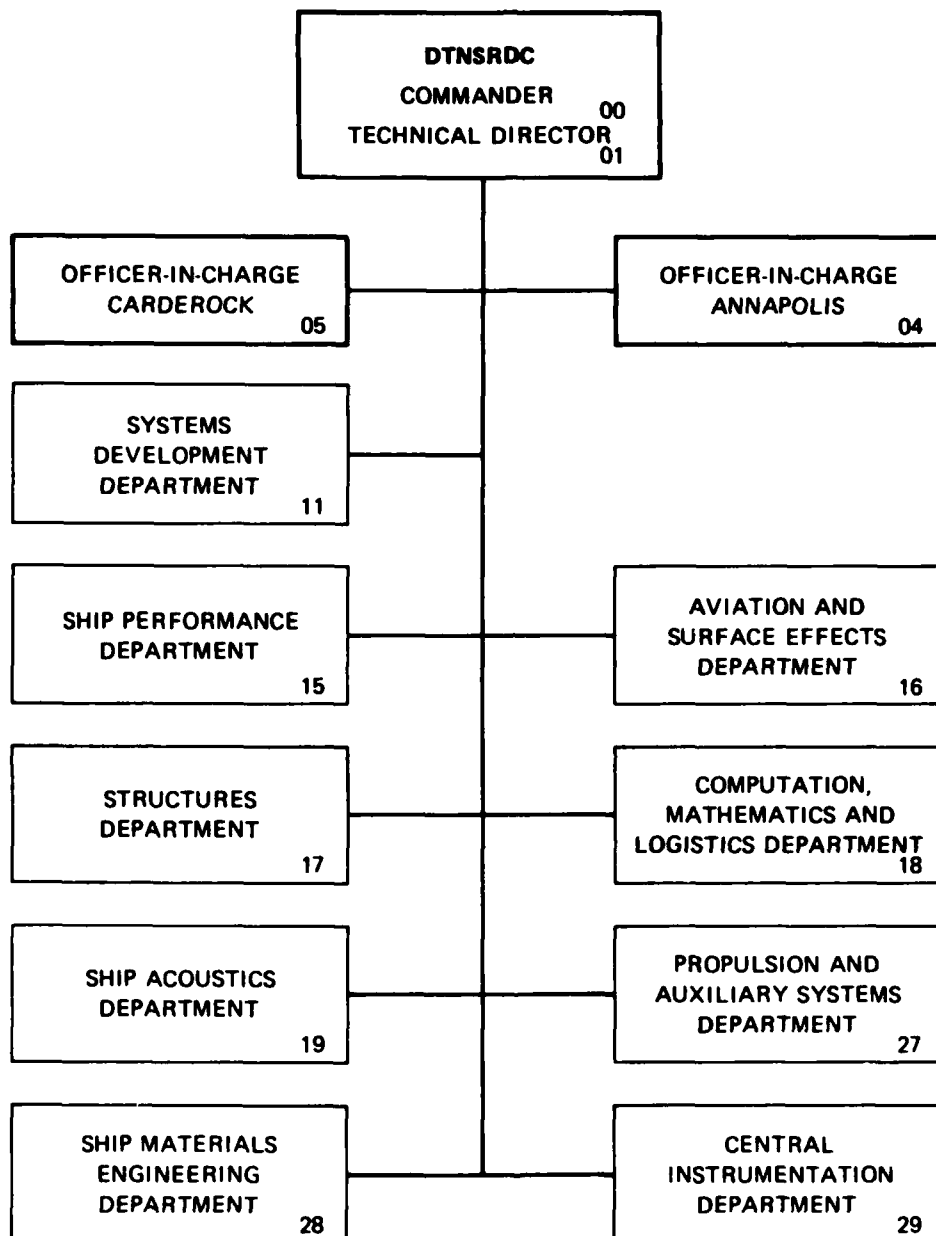 DTNSRDC
COMMANDER
00
TECHNICAL DIRECTOR
01
OFFICER-IN-CHARGE
CARDEROCK
05
OFFICER-IN-CHARGE
ANNAPOLIS
04
SYSTEMS
DEVELOPMENT
DEPARTMENT
11
SHIP PERFORMANCE
DEPARTMENT
15
AVIATION AND
SURFACE EFFECTS
DEPARTMENT
16
STRUCTURES
DEPARTMENT
17
COMPUTATION,
MATHEMATICS AND
LOGISTICS DEPARTMENT
18
SHIP ACOUSTICS
DEPARTMENT
19
PROPULSION AND
AUXILIARY SYSTEMS
DEPARTMENT
27
SHIP MATERIALS
ENGINEERING
DEPARTMENT
28
CENTRAL
INSTRUMENTATION
DEPARTMENT
29